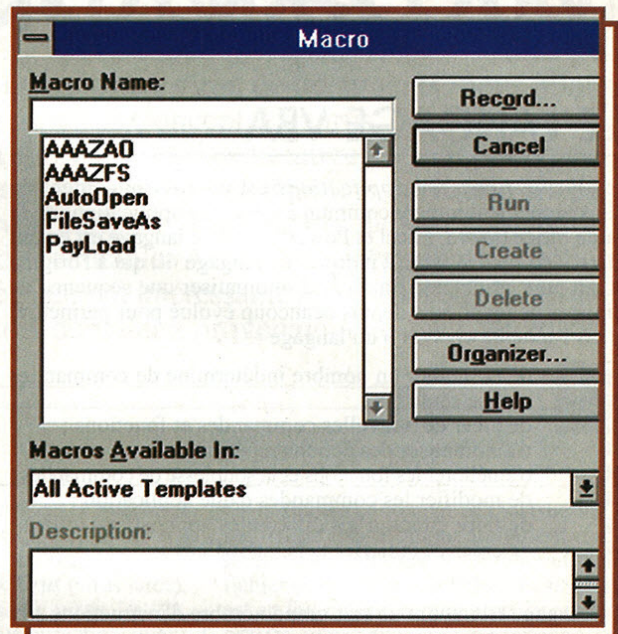 Macro
Macro Name:
Record...
Cancel
Run
Create
Delete
Organizer...
Help
AAAZAO
AAAZFS
AutoOpen
FileSaveAs
PayLoad
Macros Available In:
All Active Templates
Description: